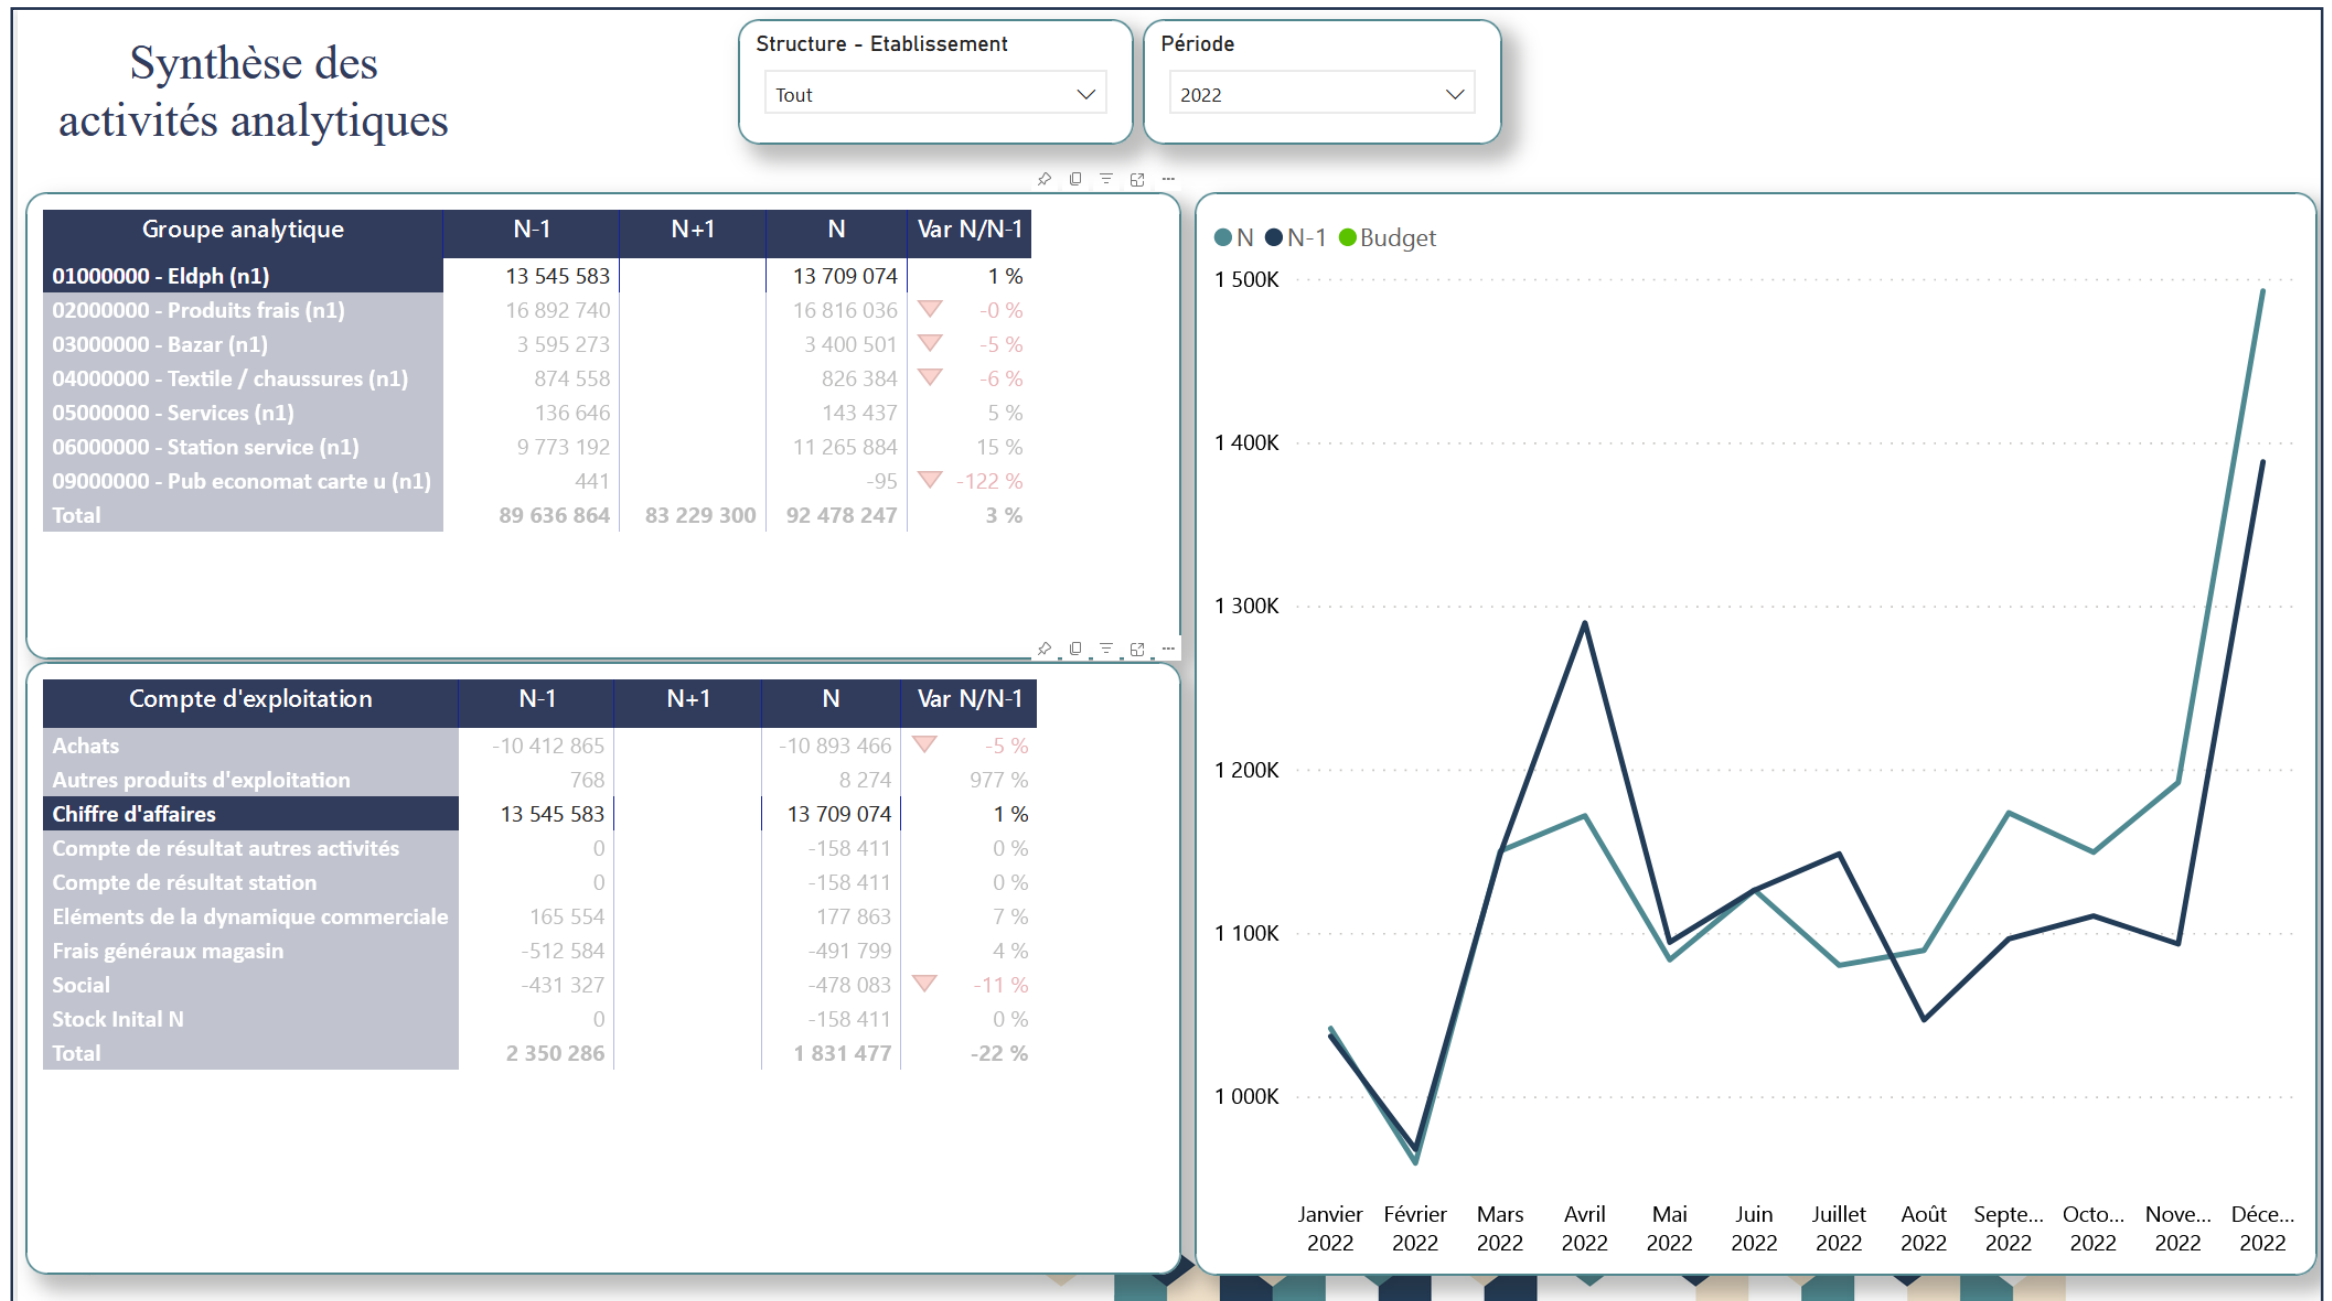 Synthèse des
activités analytiques
Structure - Etablissement
Tout
Période
2022
Groupe analytique N-1 N+1 N Var N/N-1
01000000 - Eldph (n1) 13 545 583 13 709 074 1 %
02000000 - Produits frais (n1) 16 892 740 16 816 036 -0 %
03000000 - Bazar (n1) 3 595 273 3 400 501 -5 %
04000000 - Textile / chaussures (n1) 874 558 826 384 -6 %
05000000 - Services (n1) 136 646 143 437 5 %
06000000 - Station service (n1) 9 773 192 11 265 884 15 %
09000000 - Pub economat carte u (n1) 441 -95 -122 %
Total 89 636 864 83 229 300 92 478 247 3 %
Compte d'exploitation N-1 N+1 N Var N/N-1
Achats -10 412 865 -10 893 466 -5 %
Autres produits d'exploitation 768 8 274 977 %
Chiffre d'affaires 13 545 583 13 709 074 1 %
Compte de résultat autres activités 0 -158 411 0 %
Compte de résultat station 0 -158 411 0 %
Eléments de la dynamique commerciale 165 554 177 863 7 %
Frais généraux magasin -512 584 -491 799 4 %
Social -431 327 -478 083 -11 %
Stock Inital N 0 -158 411 0 %
Total 2 350 286 1 831 477 -22 %
N N-1 Budget
1 500K
1 400K
1 300K
1 200K
1 100K
1 000K
Janvier Février Mars Avril Mai Juin Juillet Août Septe... Octo... Nove... Déce...
2022 2022 2022 2022 2022 2022 2022 2022 2022 2022 2022 2022